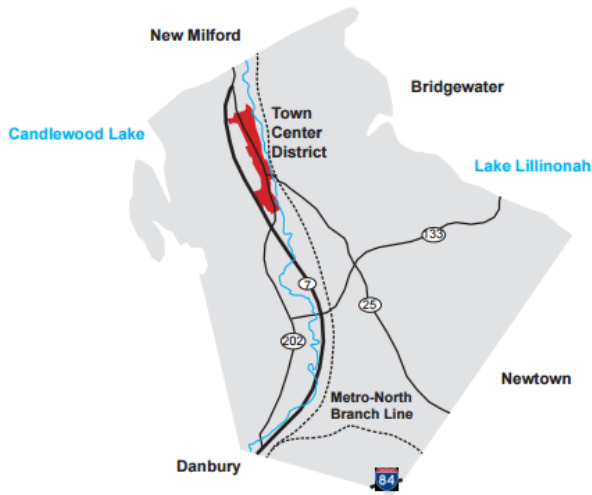 New Milford
Bridgewater
Town
Center
District
Candlewood Lake
Lake Lillinonah
133
7
25
202
Newtown
Metro-North
Branch Line
Danbury
84